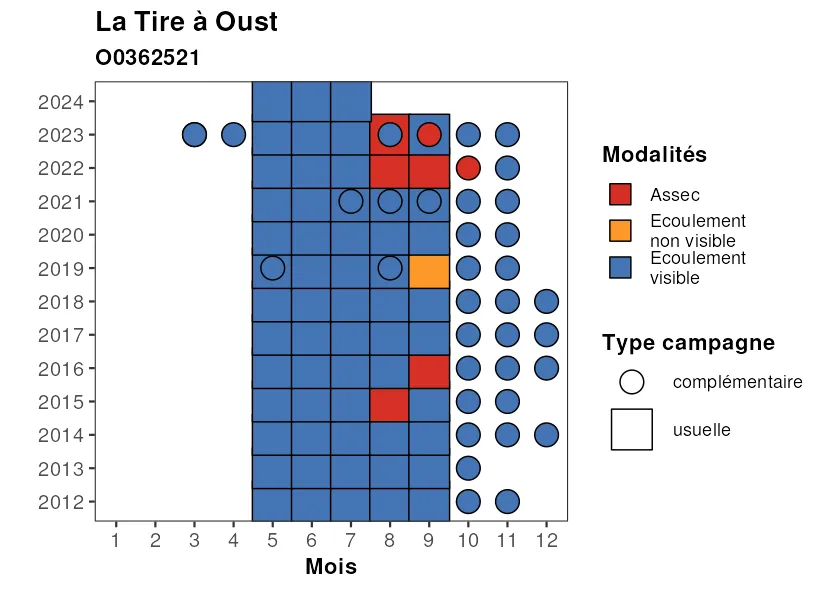 La Tire à Oust
O0362521
2024
2023
2022
2021
2020
2019
2018
2017
2016
2015
2014
2013
2012
1 2 3 4 5 6 7 8 9 10 11 12
Mois
Modalités
Assec
Ecoulement
non visible
Ecoulement
visible
Type campagne
complémentaire
usuelle